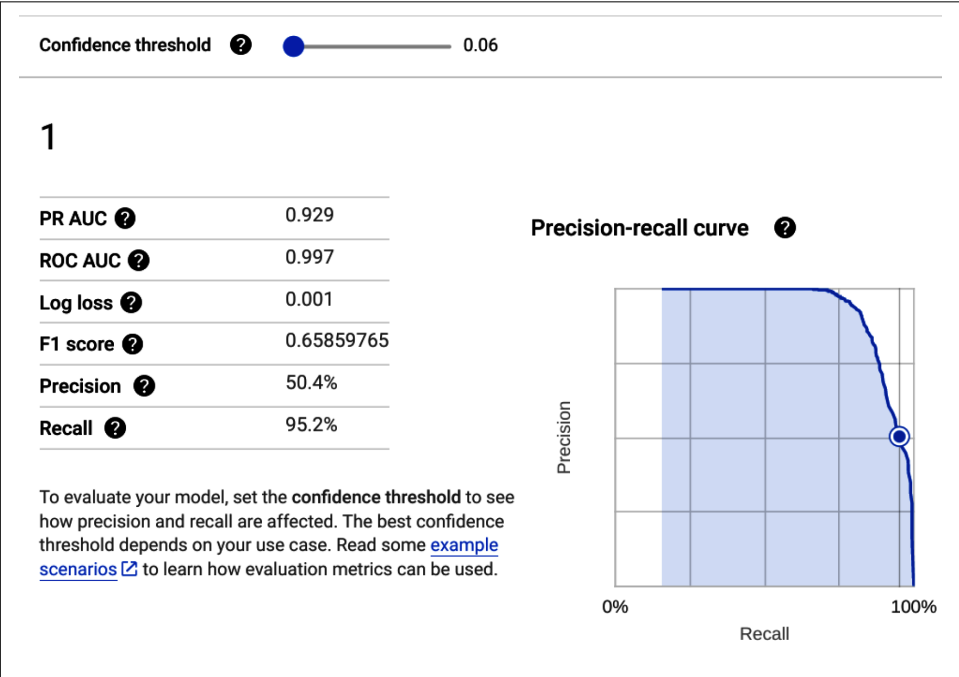 Confidence threshold ? 0.06
1
PR AUC ? 0.929
ROC AUC ? 0.997
Log loss ? 0.001
F1 score ? 0.65859765
Precision ? 50.4%
Recall ? 95.2%
To evaluate your model, set the confidence threshold to see
how precision and recall are affected. The best confidence
threshold depends on your use case. Read some example
scenarios to learn how evaluation metrics can be used.
Precision-recall curve ?
Precision
0% 100%
Recall